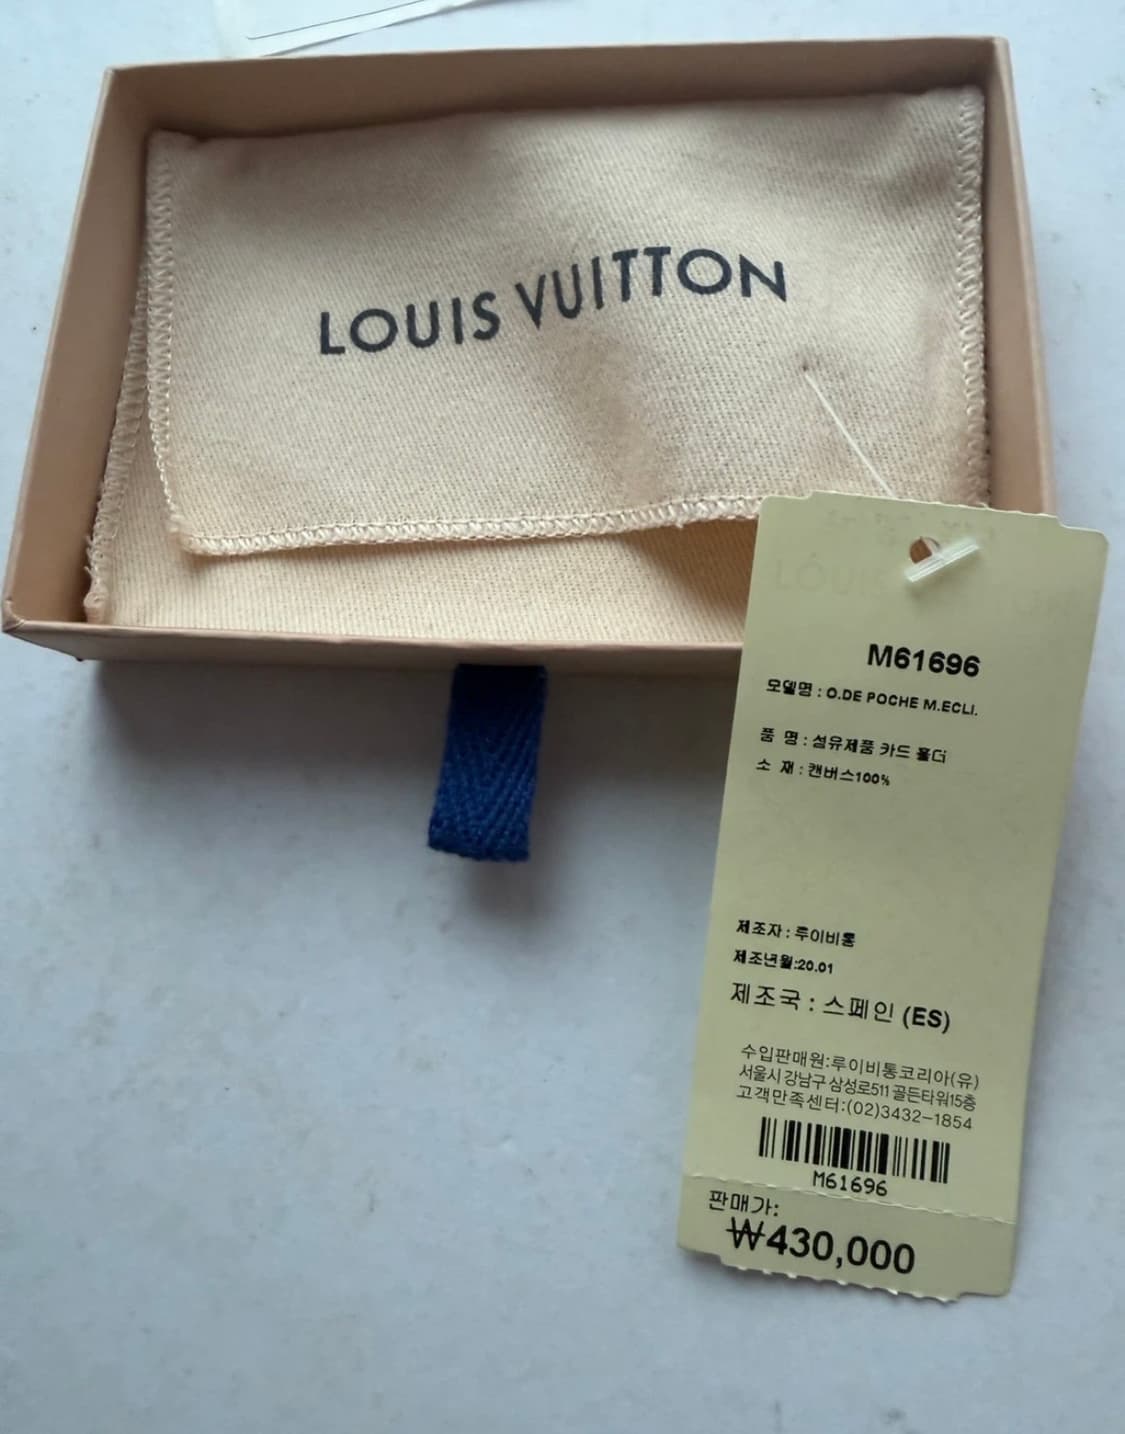 LOUIS VUITTON
M61696
모델명 : O.DE POCHE M.ECLI.
품 명 : 섬유제품 카드 홀더
소 재 : 캔버스100%
제조자 : 루이비통
제조년월:20.01
제조국 : 스페인 (ES)
수입판매원:루이비통코리아(유)
서울시 강남구 삼성로511 골든타워15층
고객만족센터:(02)3432-1854
M61696
판매가:
₩430,000